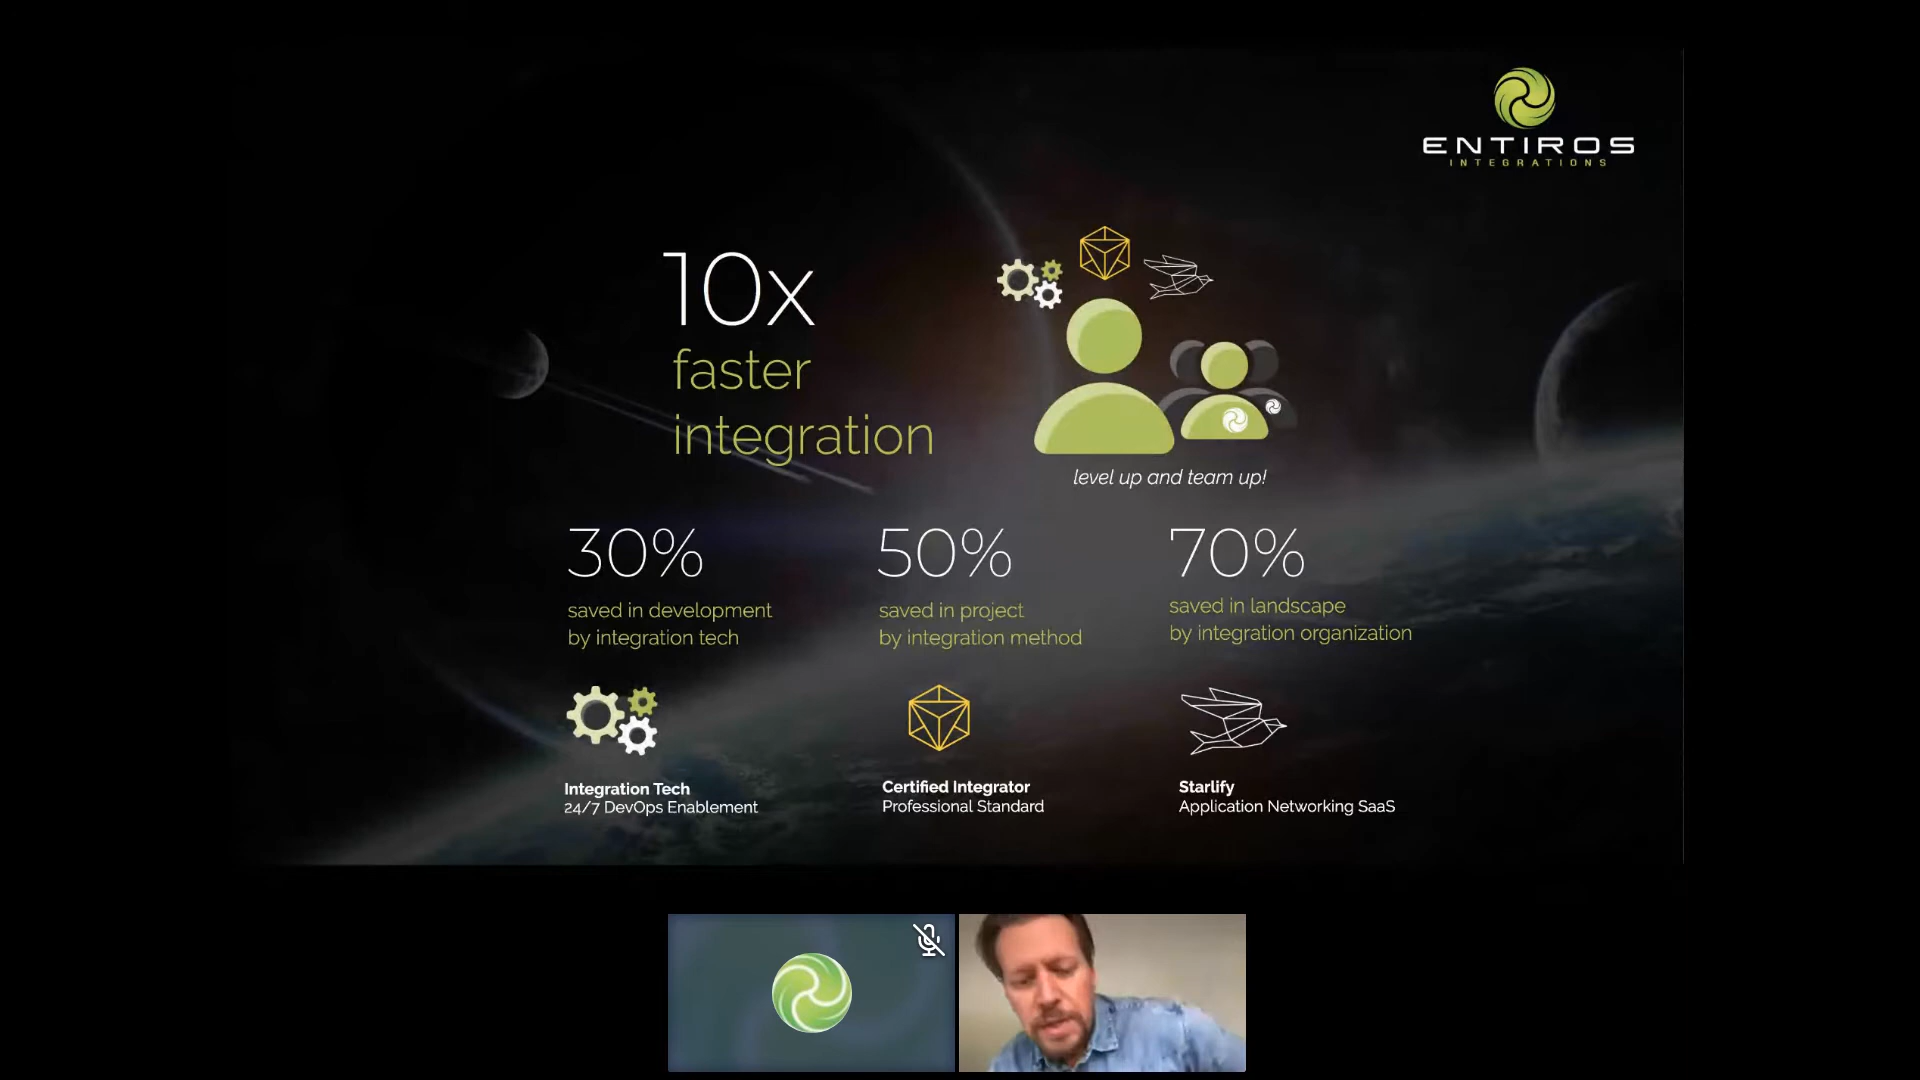 ENTIROS
INTEGRATIONS
10x
faster
integration
level up and team up!
30%
saved in development
by integration tech
50%
saved in project
by integration method
70%
saved in landscape
by integration organization
Integration Tech
24/7 DevOps Enablement
Certified Integrator
Professional Standard
Starlify
Application Networking SaaS